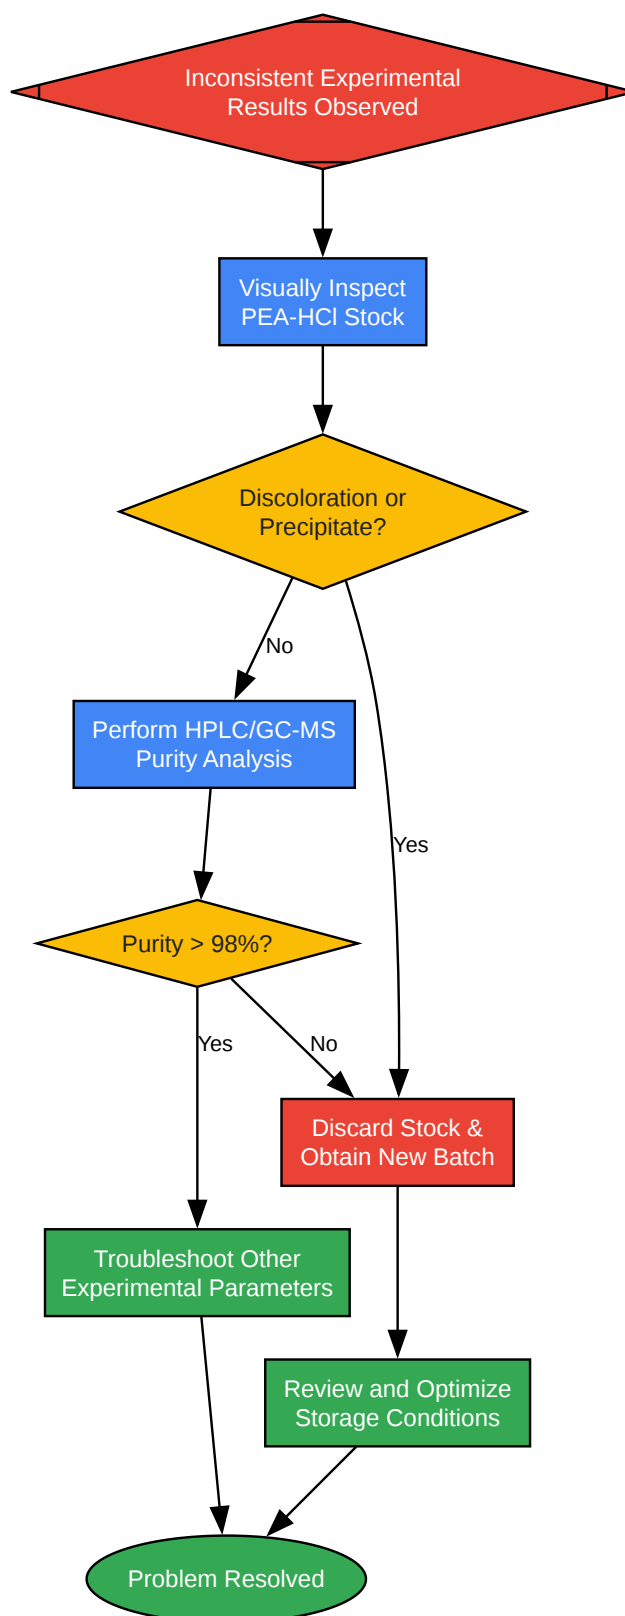 Inconsistent Experimental
Results Observed
Visually Inspect
PEA-HCl Stock
Discoloration or
Precipitate?
No
Perform HPLC/GC-MS
Purity Analysis
Yes
Purity > 98%?
Yes
No
Discard Stock &
Obtain New Batch
Troubleshoot Other
Experimental Parameters
Review and Optimize
Storage Conditions
Problem Resolved